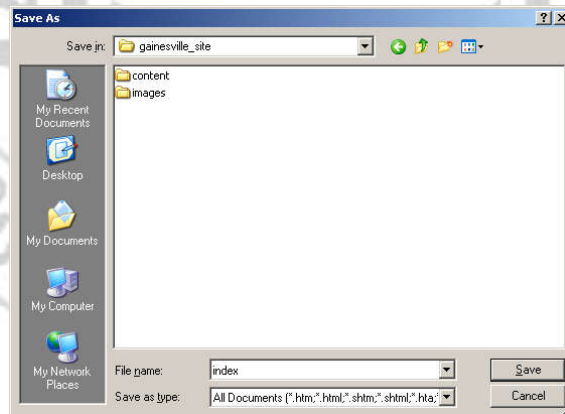 Save As
Save in:
gainesville_site
content
images
My Recent
Documents
Desktop
My Documents
My Computer
My Network
Places
File name:
index
Save
Save as type:
All Documents (*.htm;*.html;*.shtm;*.shtml;*.hta;*
Cancel